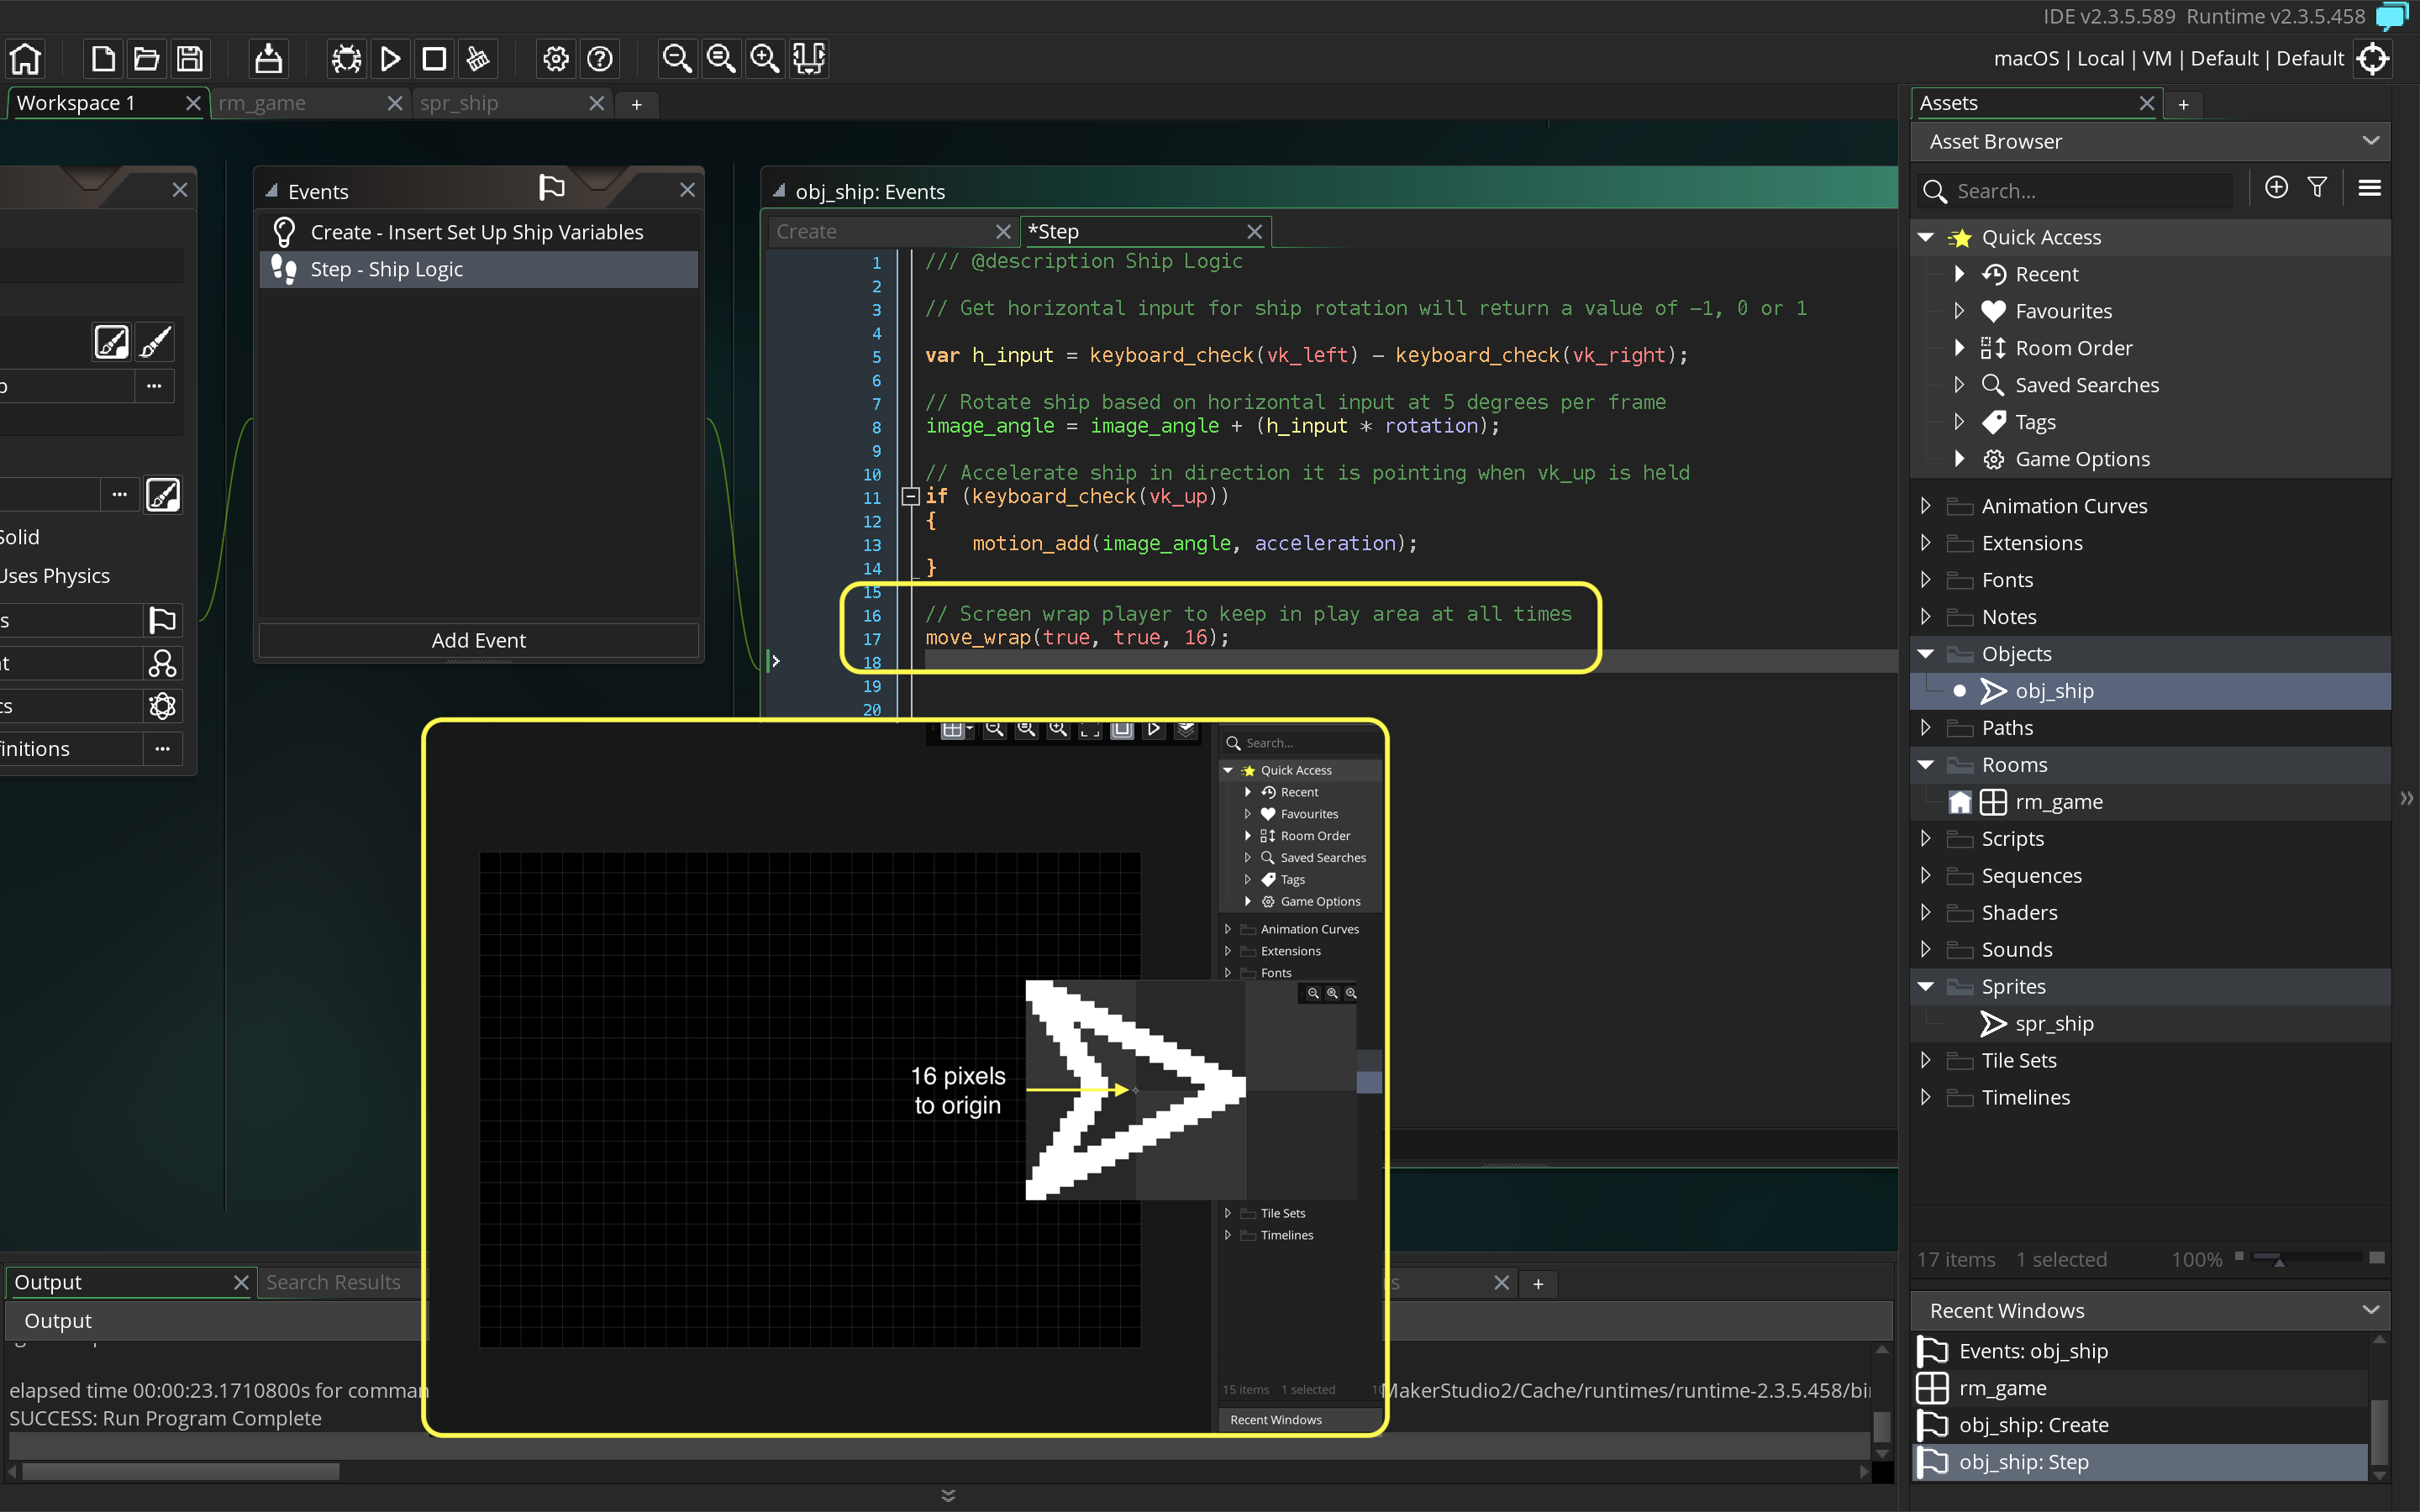 IDE v2.3.5.589 Runtime v2.3.5.458
macOS | Local | VM | Default | Default
Workspace 1
rm_game
spr_ship
+
Solid
Uses Physics
Events
Create - Insert Set Up Ship Variables
Step - Ship Logic
Add Event
obj_ship: Events
Create
*Step
1 /// @description Ship Logic
2
3 // Get horizontal input for ship rotation will return a value of –1, 0 or 1
4
5 var h_input = keyboard_check(vk_left) – keyboard_check(vk_right);
6
7 // Rotate ship based on horizontal input at 5 degrees per frame
8 image_angle = image_angle + (h_input * rotation);
9
10 // Accelerate ship in direction it is pointing when vk_up is held
11 if (keyboard_check(vk_up))
12 {
13 motion_add(image_angle, acceleration);
14 }
15
16 // Screen wrap player to keep in play area at all times
17 move_wrap(true, true, 16);
18
19
20
Search...
Quick Access
Recent
Favourites
Room Order
Saved Searches
Tags
Game Options
Animation Curves
Extensions
Fonts
16 pixels
to origin
Tile Sets
Timelines
15 items 1 selected
Recent Windows
Output
Search Results
+
Output
elapsed time 00:00:23.1710800s for comman
MakerStudio2/Cache/runtimes/runtime-2.3.5.458/bi
SUCCESS: Run Program Complete
Assets
+
Asset Browser
Search...
Quick Access
Recent
Favourites
Room Order
Saved Searches
Tags
Game Options
Animation Curves
Extensions
Fonts
Notes
Objects
obj_ship
Paths
Rooms
rm_game
Scripts
Sequences
Shaders
Sounds
Sprites
spr_ship
Tile Sets
Timelines
17 items 1 selected 100%
Recent Windows
Events: obj_ship
rm_game
obj_ship: Create
obj_ship: Step